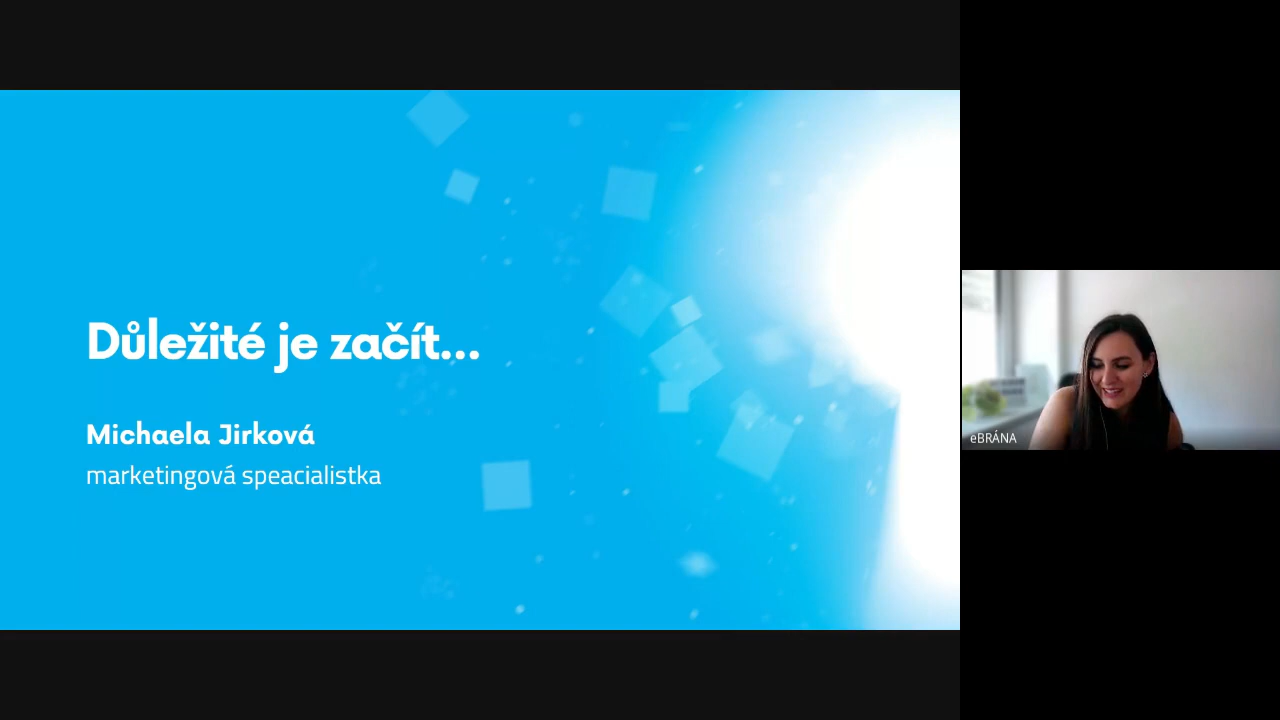 Důležité je začít...
Michaela Jirková
marketingová speacialistka
eBRÁNA